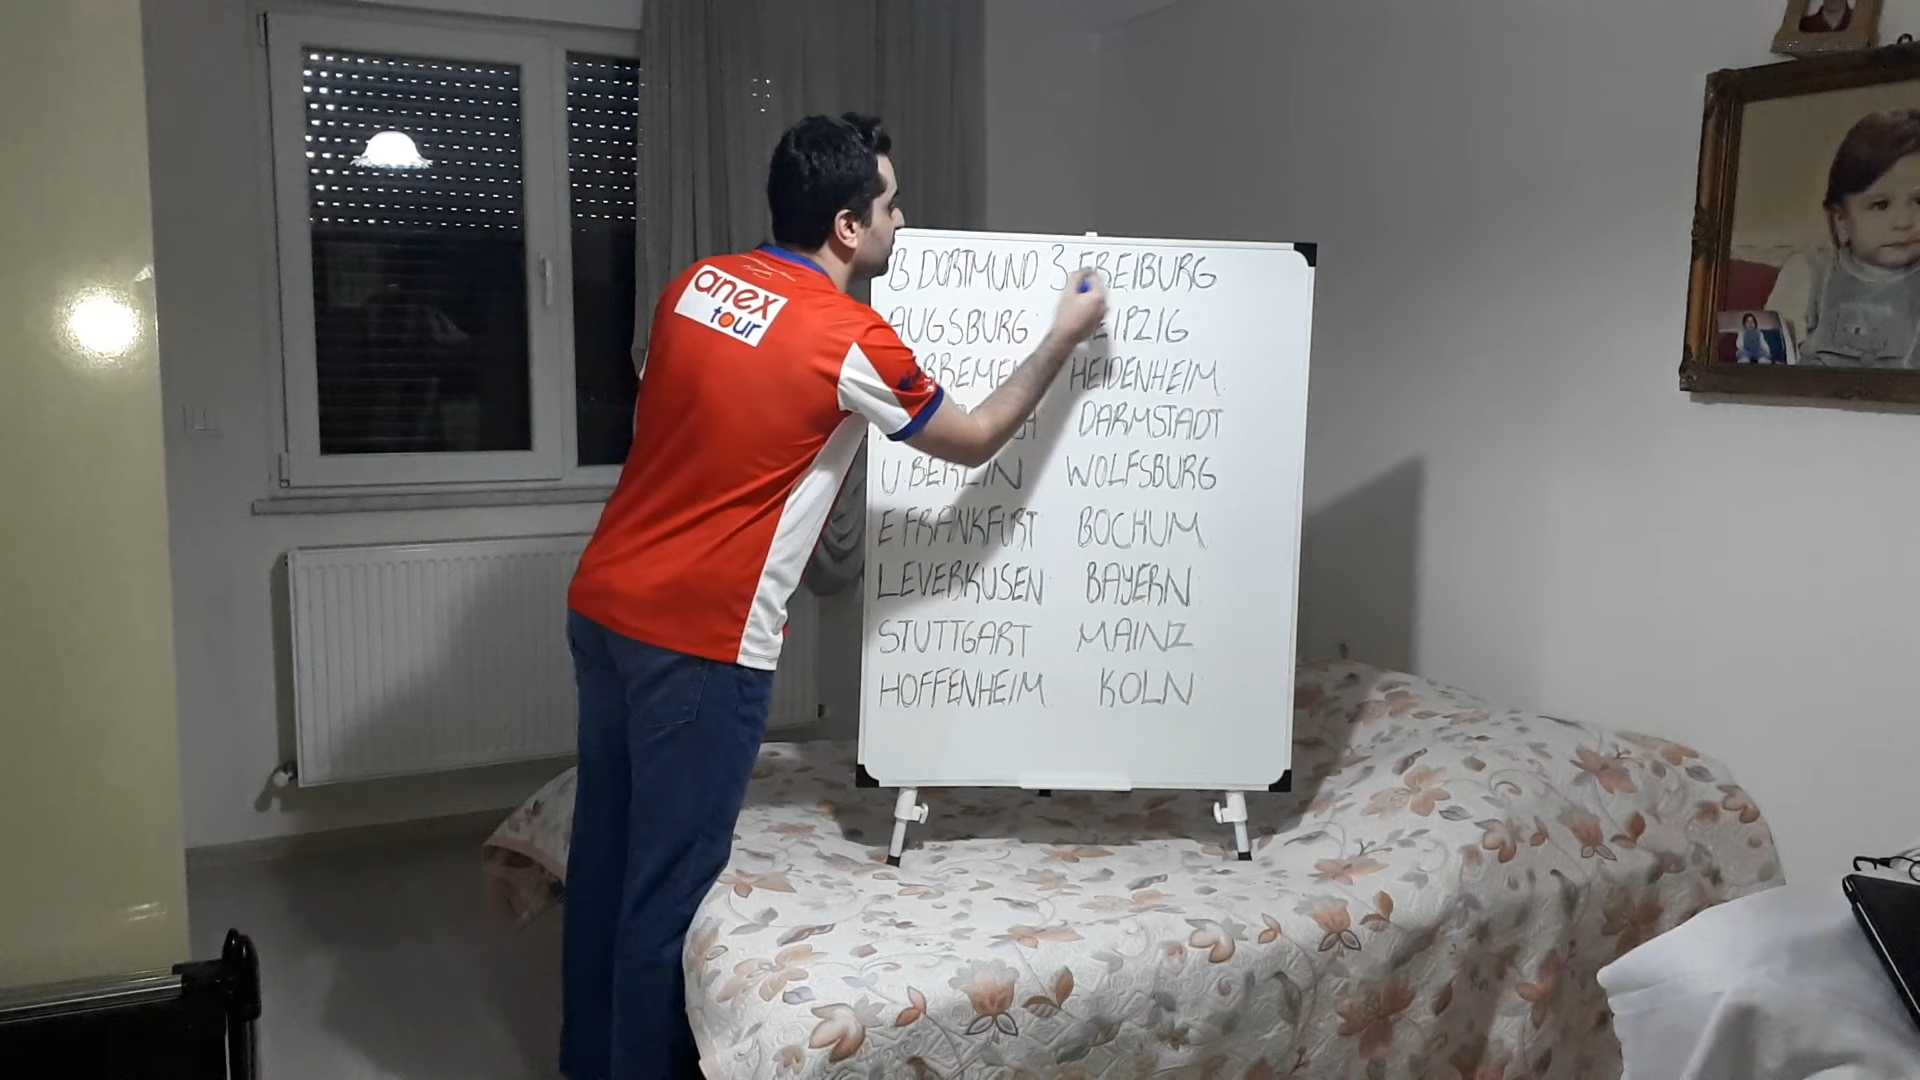 anex
tour
B DORTMUND 3 FREIBURG
AUGSBURG LEIPZIG
BREMEN HEIDENHEIM
DARMSTADT
U.BERLIN WOLFSBURG
E FRANKFURT BOCHUM
LEVERKUSEN BAYERN
STUTTGART MAINZ
HOFFENHEIM KOLN